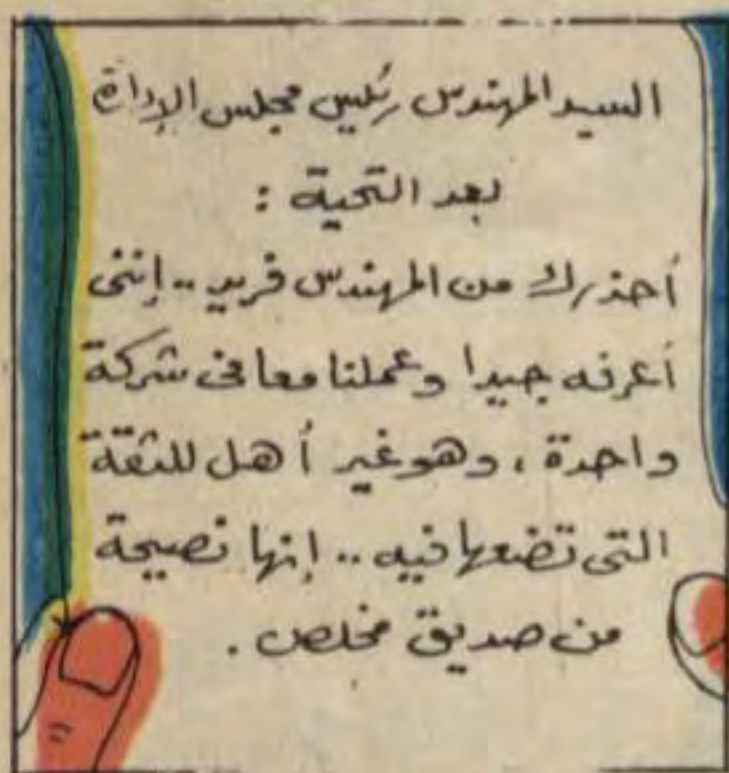 السيد المهندس رئيس مجلس الإدارة
بعد التحية :
أحذرك من المهندس فريد .. إننى
أعرفه جيدا وعملنا معا فى شركة
واحدة ، وهو غير أهل للثقة
التى تضعها فيه .. إنها نصيحة
من صديق مخلص .